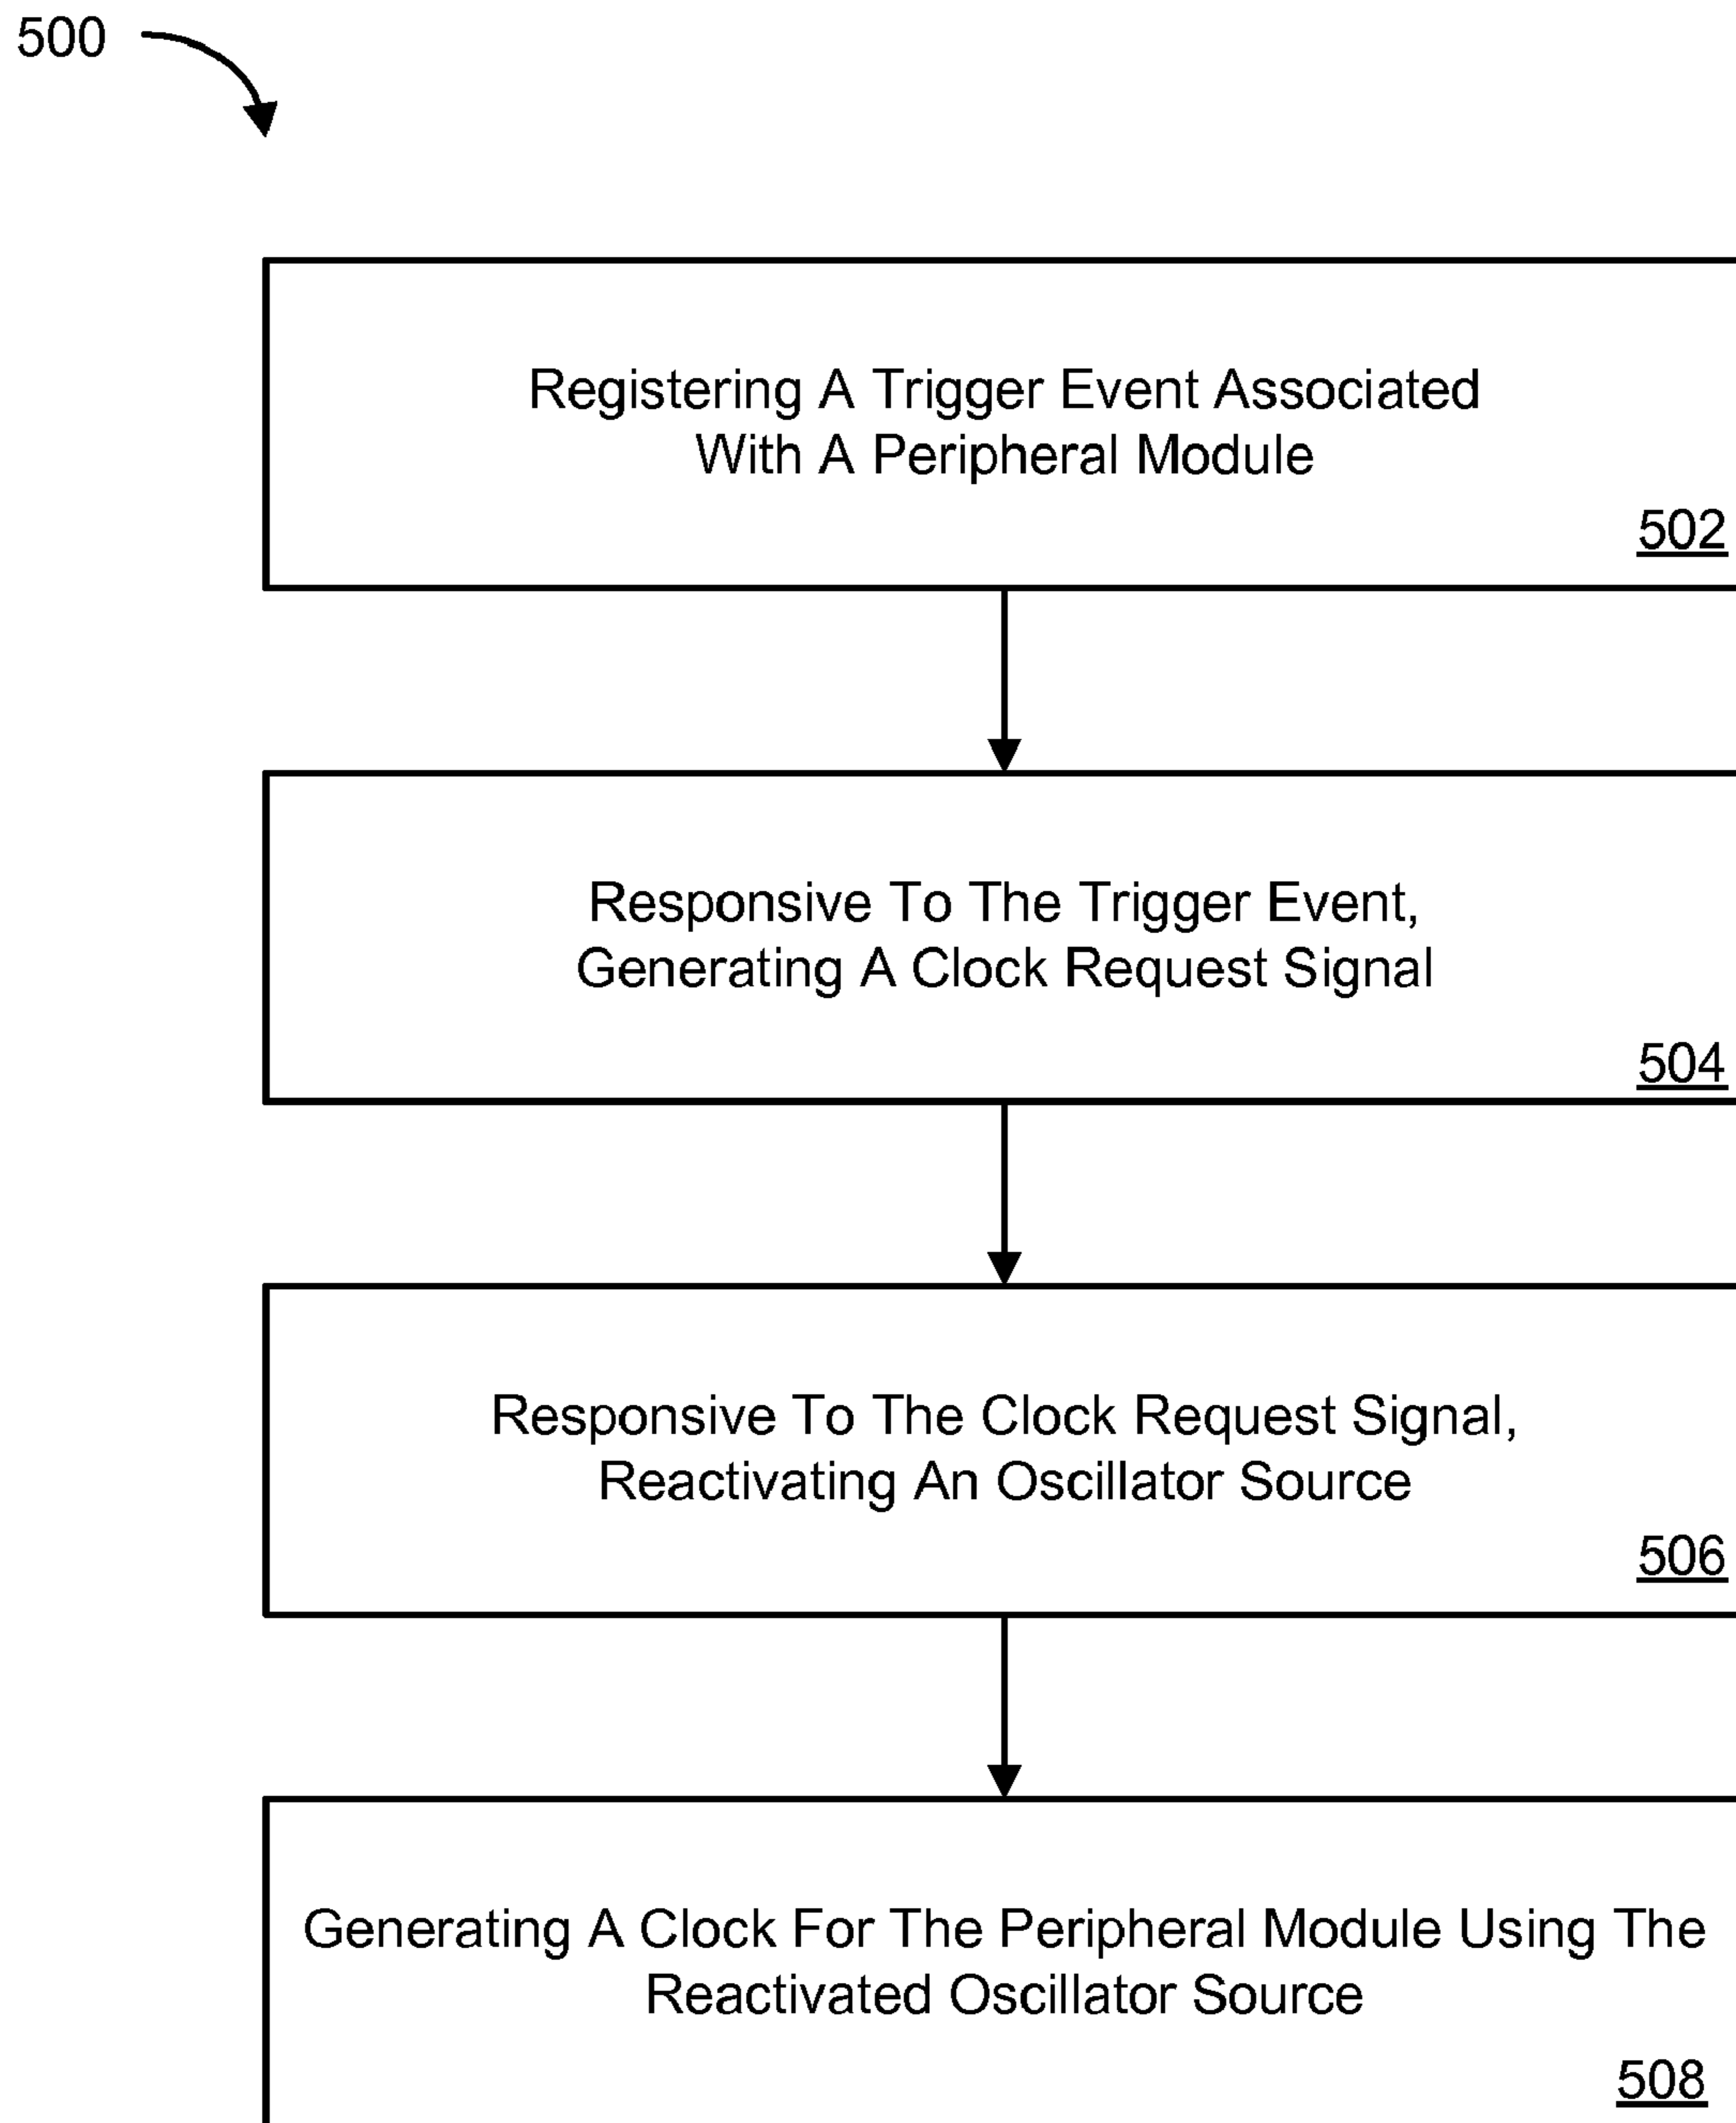 500
Registering A Trigger Event Associated
With A Peripheral Module
502
Responsive To The Trigger Event,
Generating A Clock Request Signal
504
Responsive To The Clock Request Signal,
Reactivating An Oscillator Source
506
Generating A Clock For The Peripheral Module Using The
Reactivated Oscillator Source
508